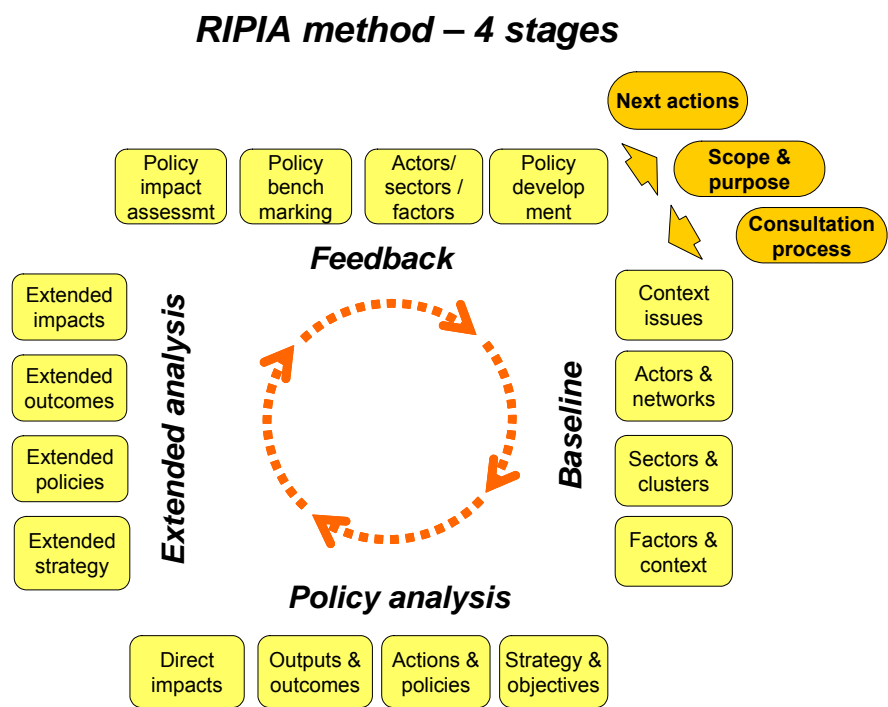 RIPIA method – 4 stages
Next actions
Scope &
purpose
Consultation
process
Policy
impact
assessmt
Policy
bench
marking
Actors/
sectors /
factors
Policy
develop
ment
Feedback
Extended
impacts
Extended
outcomes
Extended
policies
Extended
strategy
Extended analysis
Baseline
Context
issues
Actors &
networks
Sectors &
clusters
Factors &
context
Policy analysis
Direct
impacts
Outputs &
outcomes
Actions &
policies
Strategy &
objectives